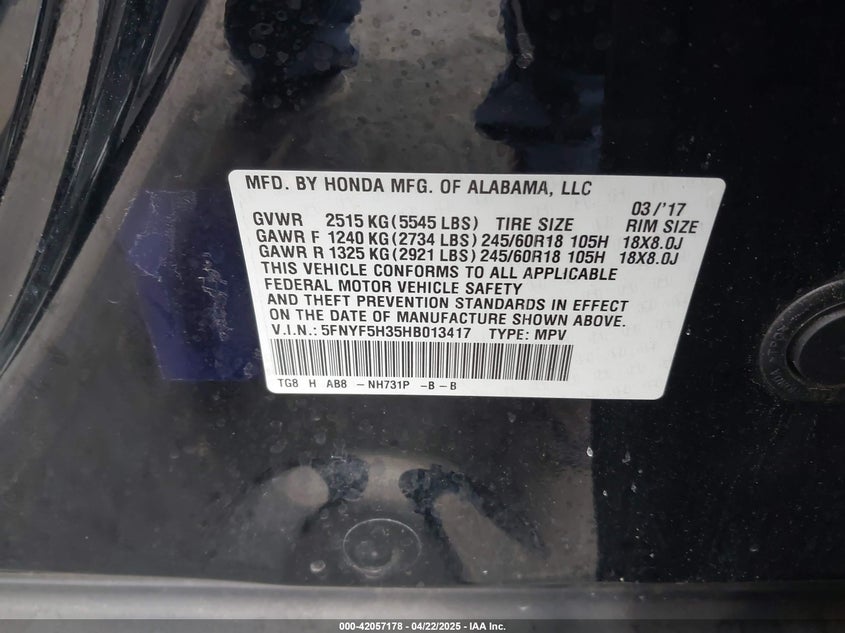 MFD. BY HONDA MFG. OF ALABAMA, LLC
03/'17
GVWR 2515 KG(5545 LBS) TIRE SIZE RIM SIZE
GAWR F 1240 KG(2734 LBS) 245/60R18 105H 18X8.0J
GAWR R 1325 KG(2921 LBS) 245/60R18 105H 18X8.0J
THIS VEHICLE CONFORMS TO ALL APPLICABLE
FEDERAL MOTOR VEHICLE SAFETY
AND THEFT PREVENTION STANDARDS IN EFFECT
ON THE DATE OF MANUFACTURE SHOWN ABOVE.
V.I.N.: 5FNYF5H35HB013417 TYPE: MPV
TG8 H AB8 -NH731P -B-B
000-42057178 - 04/22/2025 - IAA Inc.